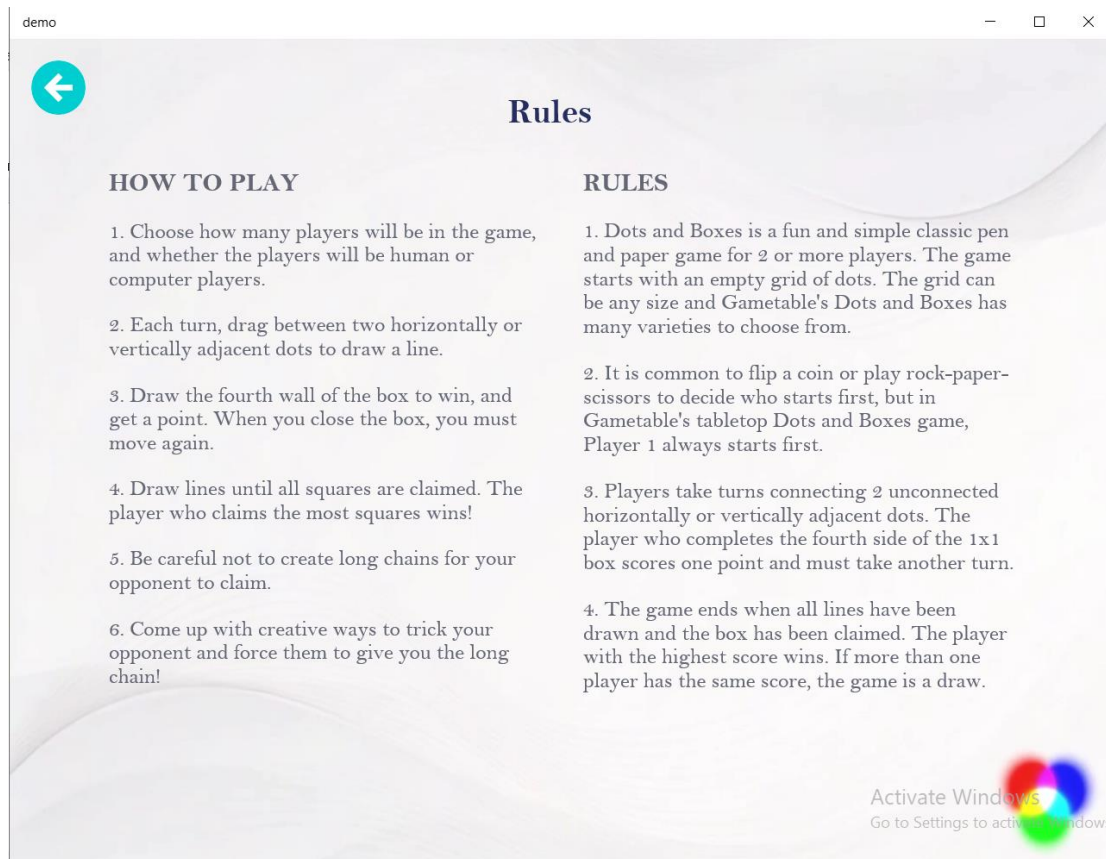 demo
Rules
HOW TO PLAY
1. Choose how many players will be in the game,
and whether the players will be human or
computer players.
2. Each turn, drag between two horizontally or
vertically adjacent dots to draw a line.
3. Draw the fourth wall of the box to win, and
get a point. When you close the box, you must
move again.
4. Draw lines until all squares are claimed. The
player who claims the most squares wins!
5. Be careful not to create long chains for your
opponent to claim.
6. Come up with creative ways to trick your
opponent and force them to give you the long
chain!
RULES
1. Dots and Boxes is a fun and simple classic pen
and paper game for 2 or more players. The game
starts with an empty grid of dots. The grid can
be any size and Gametable's Dots and Boxes has
many varieties to choose from.
2. It is common to flip a coin or play rock-paper-
scissors to decide who starts first, but in
Gametable's tabletop Dots and Boxes game,
Player 1 always starts first.
3. Players take turns connecting 2 unconnected
horizontally or vertically adjacent dots. The
player who completes the fourth side of the 1x1
box scores one point and must take another turn.
4. The game ends when all lines have been
drawn and the box has been claimed. The player
with the highest score wins. If more than one
player has the same score, the game is a draw.
Activate Windows
Go to Settings to